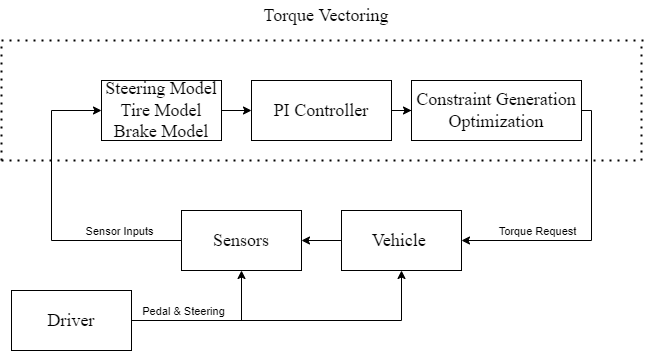 Torque Vectoring
Steering Model
Tire Model
Brake Model
PI Controller
Constraint Generation
Optimization
Sensor Inputs
Sensors
Vehicle
Torque Request
Pedal & Steering
Driver